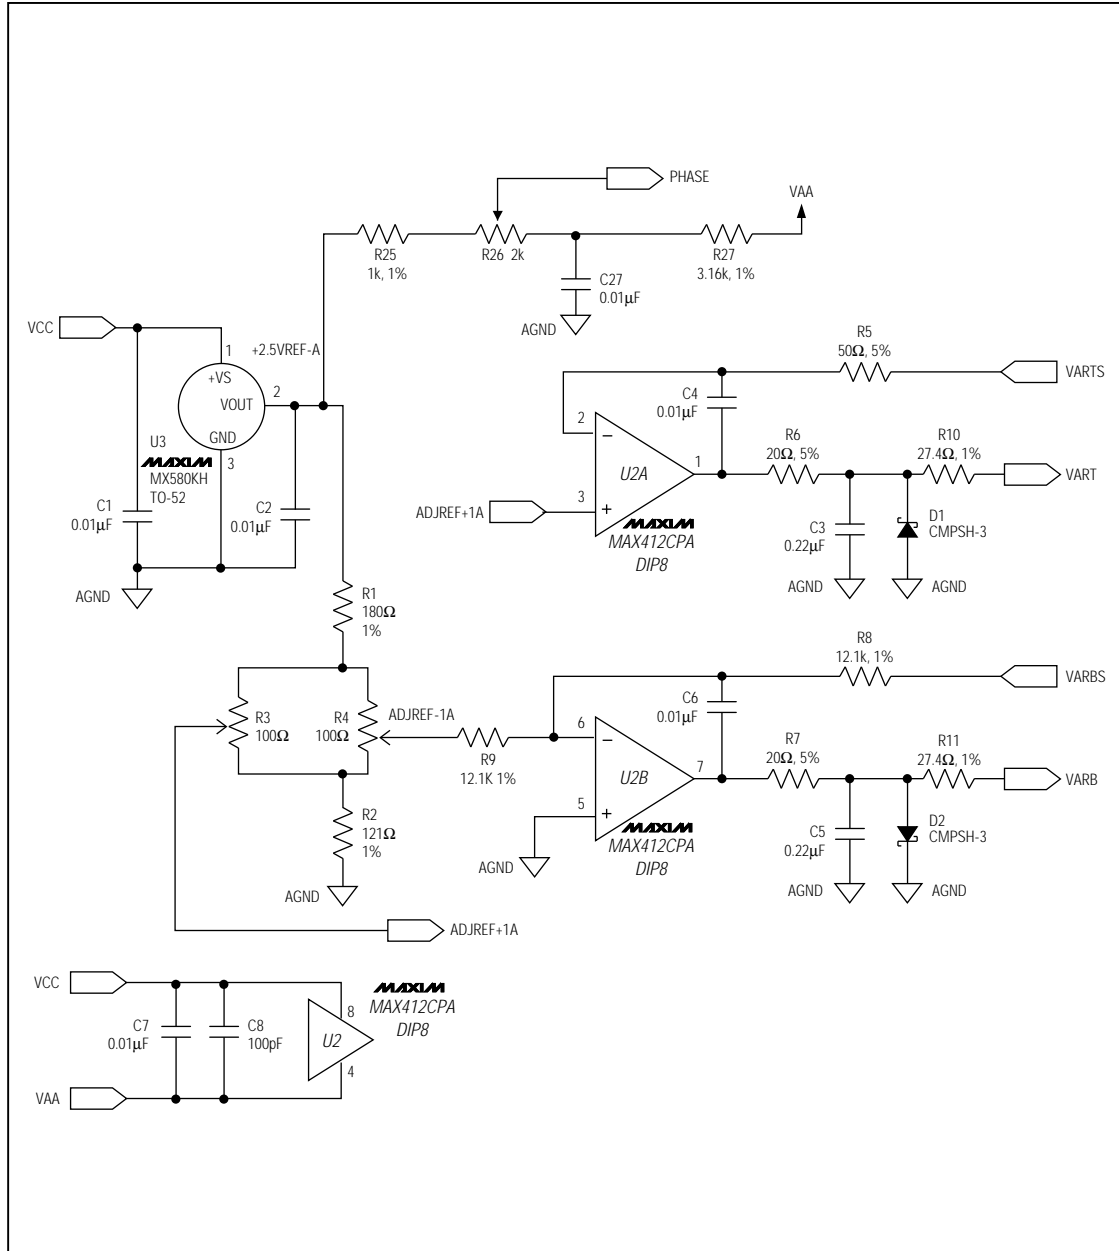 PHASE
VAA
R25
1k, 1%
R26 2k
R27
3.16k, 1%
C27
0.01µF
AGND
VCC
1
+2.5VREF-A
+VS
VOUT
2
GND
3
U3
MAXIM
MX580KH
TO-52
C1
0.01µF
C2
0.01µF
AGND
R5
50Ω, 5%
VARTS
C4
0.01µF
2
−
U2A
1
3
+
ADJREF+1A
MAXIM
MAX412CPA
DIP8
R6
20Ω, 5%
R10
27.4Ω, 1%
VART
C3
0.22µF
D1
CMPSH-3
AGND
AGND
R1
180Ω
1%
R3
100Ω
R4
100Ω
ADJREF-1A
R9
12.1K 1%
R2
121Ω
1%
AGND
ADJREF+1A
R8
12.1k, 1%
VARBS
C6
0.01µF
6
−
U2B
7
5
+
AGND
MAXIM
MAX412CPA
DIP8
R7
20Ω, 5%
R11
27.4Ω, 1%
VARB
C5
0.22µF
D2
CMPSH-3
AGND
AGND
VCC
C7
0.01µF
C8
100pF
8
U2
4
MAXIM
MAX412CPA
DIP8
VAA